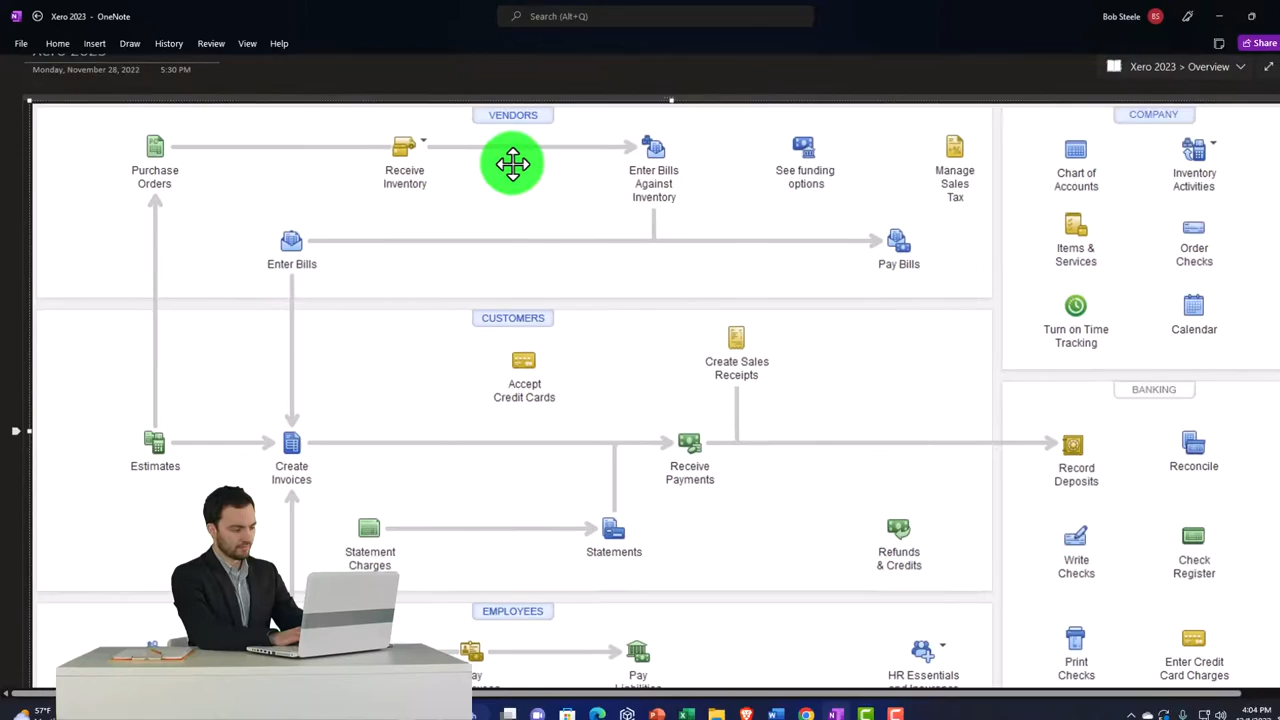 Xero 2023 - OneNote
Search (Alt+Q)
Bob Steele
BS
File
Home
Insert
Draw
History
Review
View
Help
Share
Xero 2023
Monday, November 28, 2022
5:30 PM
Xero 2023 > Overview
VENDORS
COMPANY
Purchase
Orders
Receive
Inventory
Enter Bills
Against
Inventory
See funding
options
Manage
Sales
Tax
Chart of
Accounts
Inventory
Activities
Enter Bills
Pay Bills
Items &
Services
Order
Checks
Turn on Time
Tracking
Calendar
CUSTOMERS
Accept
Credit Cards
Create Sales
Receipts
BANKING
Estimates
Create
Invoices
Receive
Payments
Record
Deposits
Reconcile
Statement
Charges
Statements
Refunds
& Credits
Write
Checks
Check
Register
EMPLOYEES
Pay
HR Essentials
Print
Checks
Enter Credit
Card Charges
57°F
4:04 PM